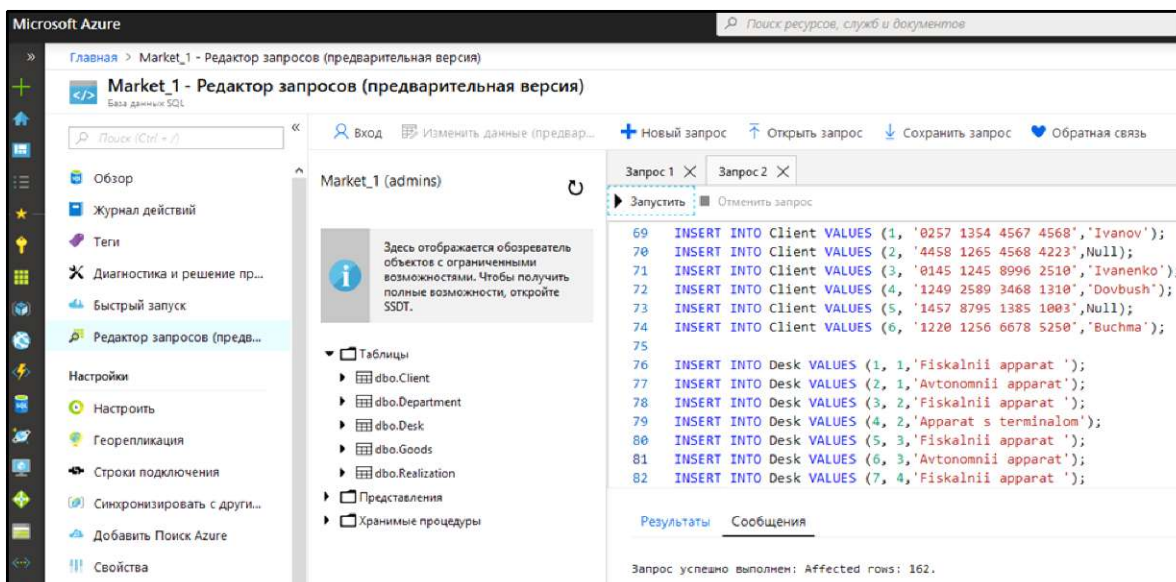 Microsoft Azure
Поиск ресурсов, служб и документов
Главная > Market_1 - Редактор запросов (предварительная версия)
Market_1 - Редактор запросов (предварительная версия)
База данных SQL
Поиск (Ctrl + /)
Обзор
Журнал действий
Теги
Диагностика и решение пр...
Быстрый запуск
Редактор запросов (предв...
Настройки
Настроить
Георепликация
Строки подключения
Синхронизировать с други...
Добавить Поиск Azure
Свойства
Вход
Изменить данные (предвар...
Новый запрос
Открыть запрос
Сохранить запрос
Обратная связь
Market_1 (admins)
Здесь отображается обозреватель
объектов с ограниченными
возможностями. Чтобы получить
полные возможности, откройте
SSDT.
Таблицы
dbo.Client
dbo.Department
dbo.Desk
dbo.Goods
dbo.Realization
Представления
Хранимые процедуры
Запрос 1
Запрос 2
Запустить
Отменить запрос
69 INSERT INTO Client VALUES (1, '0257 1354 4567 4568','Ivanov');
70 INSERT INTO Client VALUES (2, '4458 1265 4568 4223',Null);
71 INSERT INTO Client VALUES (3, '0145 1245 8996 2510','Ivanenko');
72 INSERT INTO Client VALUES (4, '1249 2589 3468 1310','Dovbush');
73 INSERT INTO Client VALUES (5, '1457 8795 1385 1003',Null);
74 INSERT INTO Client VALUES (6, '1220 1256 6678 5250','Buchma');
75
76 INSERT INTO Desk VALUES (1, 1,'Fiskalnii apparat ');
77 INSERT INTO Desk VALUES (2, 1,'Avtonomnii apparat');
78 INSERT INTO Desk VALUES (3, 2,'Fiskalnii apparat ');
79 INSERT INTO Desk VALUES (4, 2,'Apparat s terminalom');
80 INSERT INTO Desk VALUES (5, 3,'Fiskalnii apparat ');
81 INSERT INTO Desk VALUES (6, 3,'Avtonomnii apparat');
82 INSERT INTO Desk VALUES (7, 4,'Fiskalnii apparat ');
Результаты
Сообщения
Запрос успешно выполнен: Affected rows: 162.